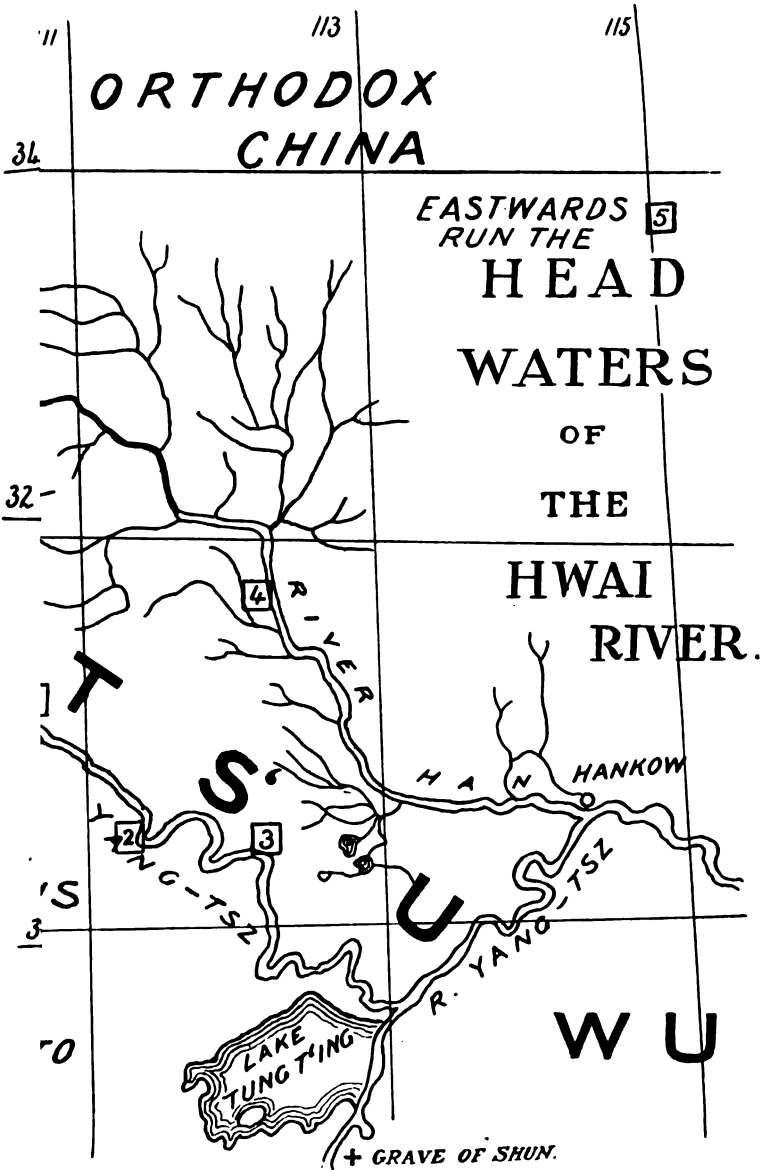 '11 113 115
ORTHODOX
CHINA
34
EASTWARDS 5
RUN THE
HEAD
WATERS
OF
THE
32
HWAI
4
RIVER
RIVER.
T
S'
HAN
HANKOW
2
3
YANG-TSZ
U
'S
3
R. YANG-TSZ
WU
LAKE
TUNG T'ING
O
+ GRAVE OF SHUN.